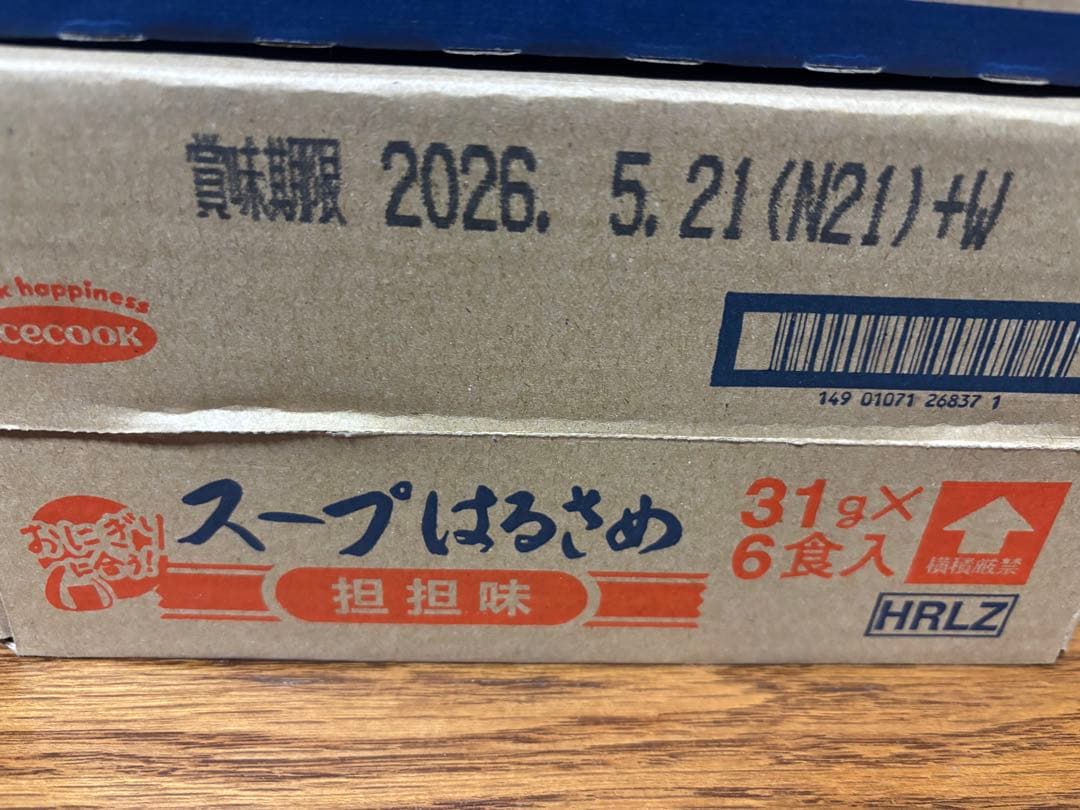 賞味期限 2026. 5.21(N21)+W
k happiness
cecook
149 01071 26837 1
おにぎり
に合う!
スープはるさめ
担担味
31g×
6食入
横積厳禁
HRLZ